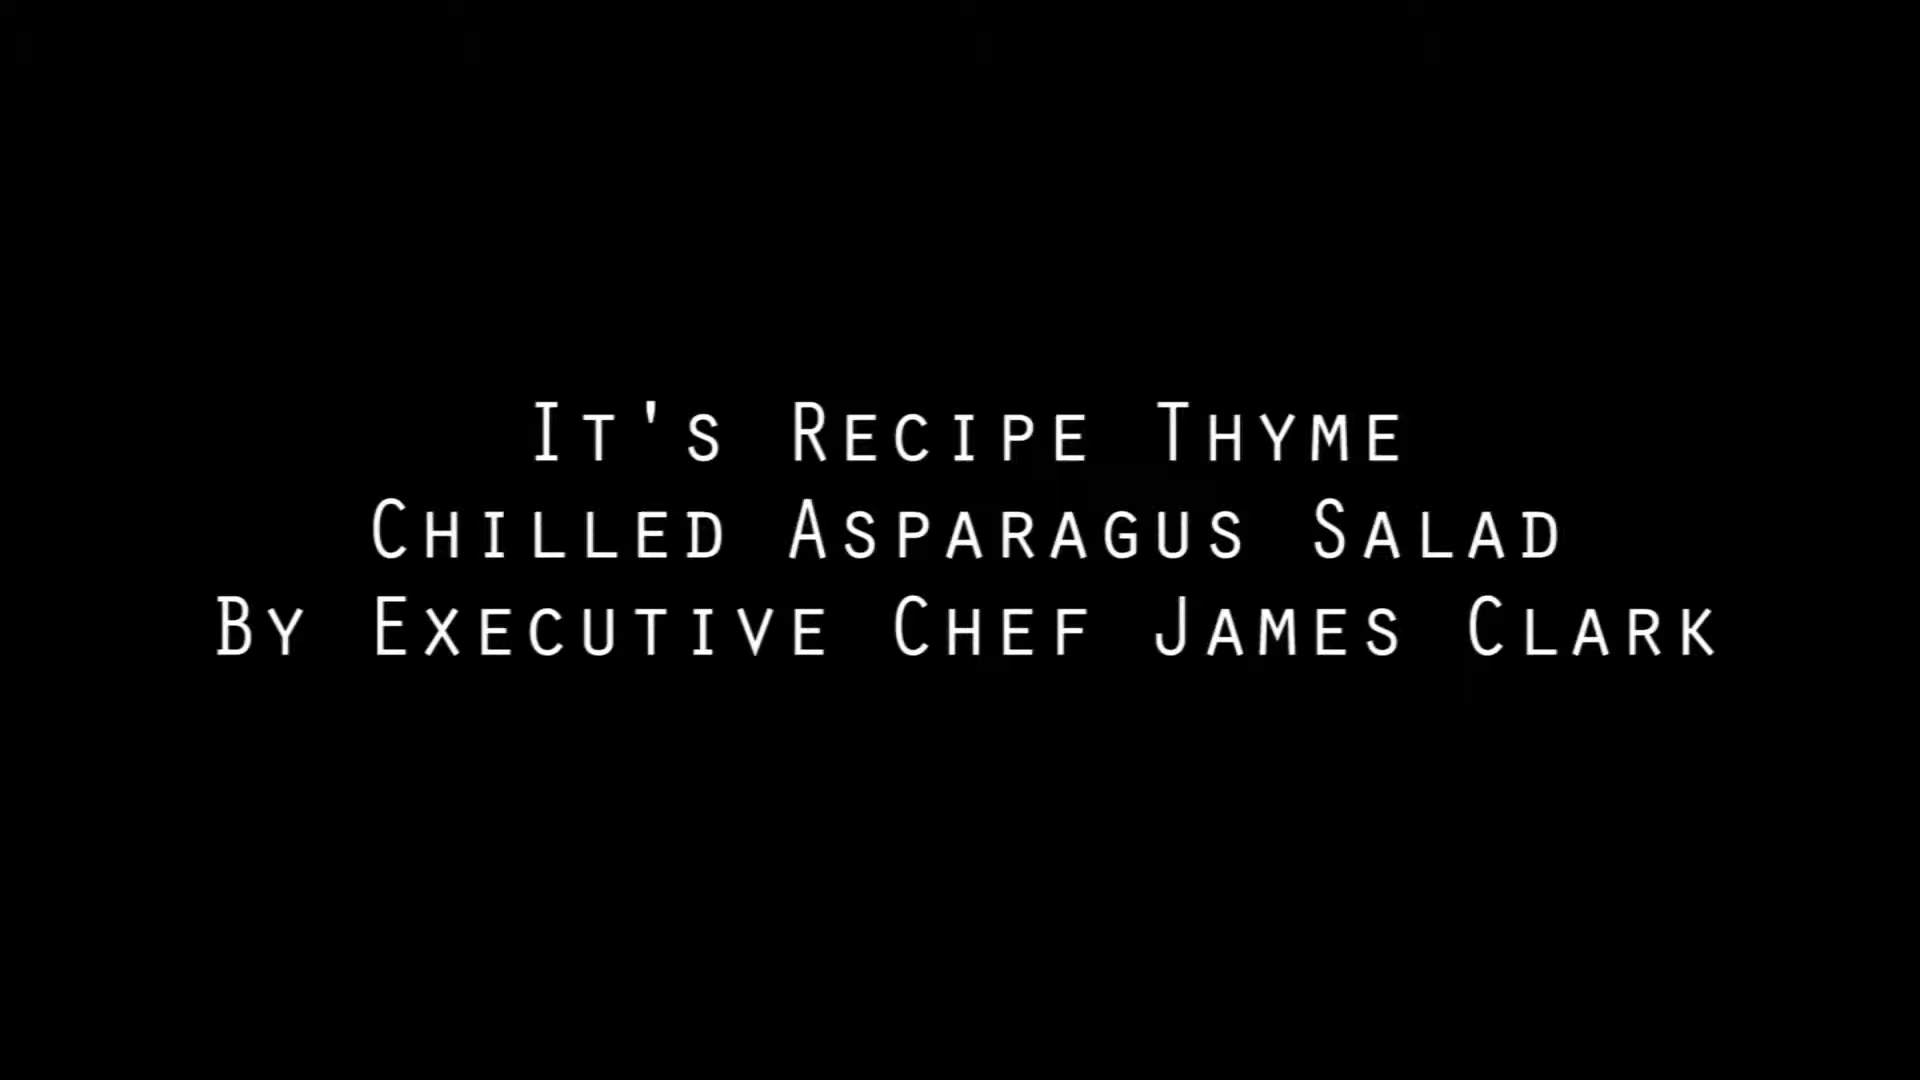 It's Recipe Thyme
Chilled Asparagus Salad
By Executive Chef James Clark